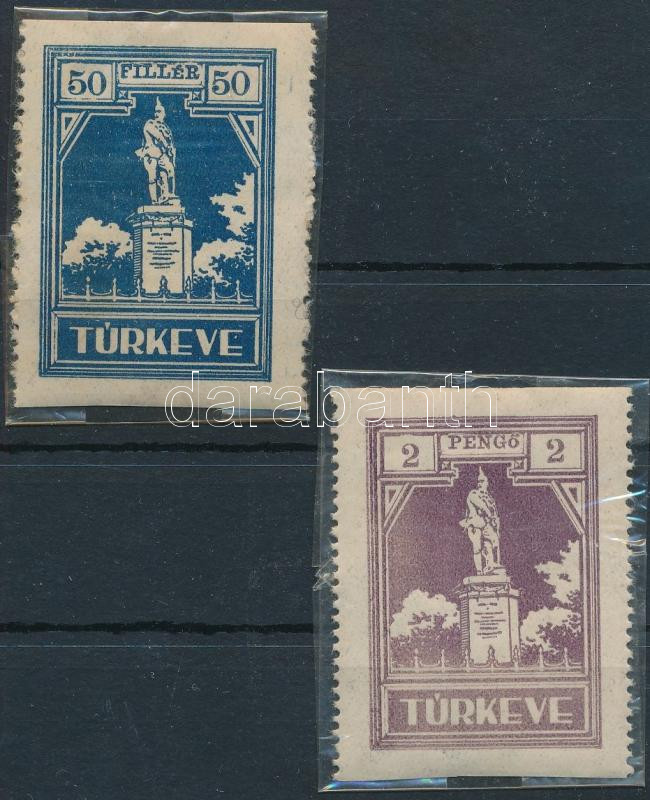 50 FILLÉR 50
TÚRKEVE
darabanth
2 PENGŐ 2
TÚRKEVE